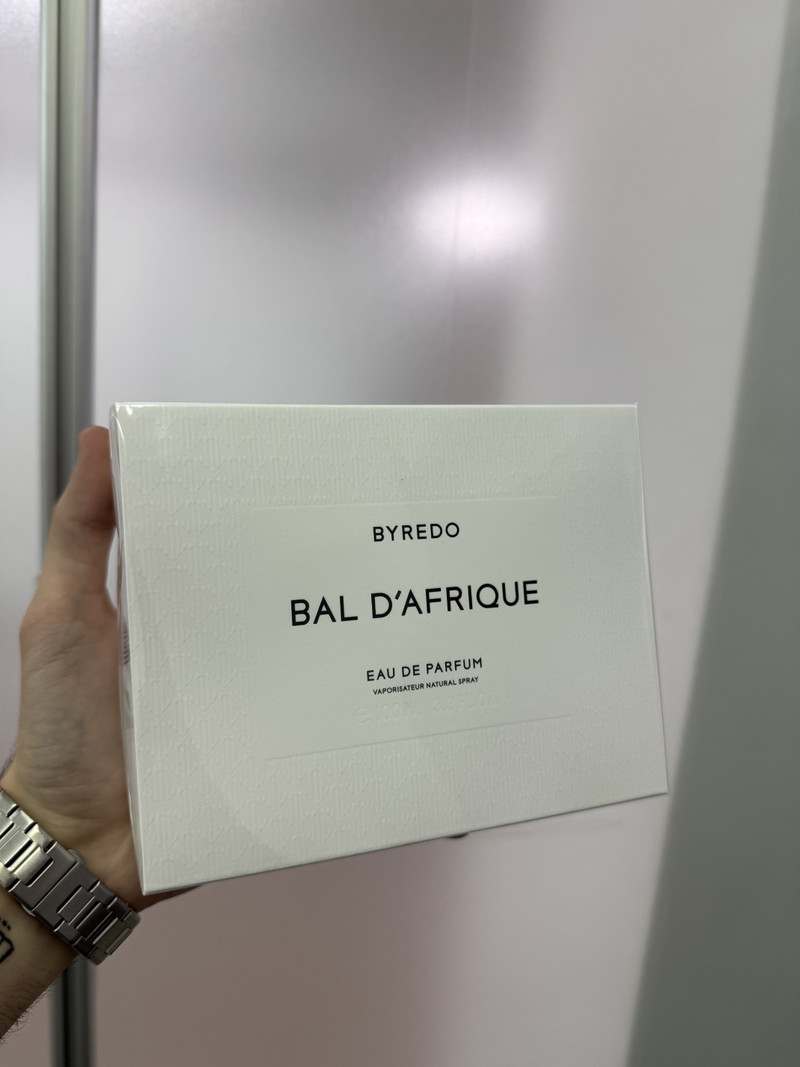 BYREDO
BAL D'AFRIQUE
EAU DE PARFUM
VAPORISATEUR NATURAL SPRAY